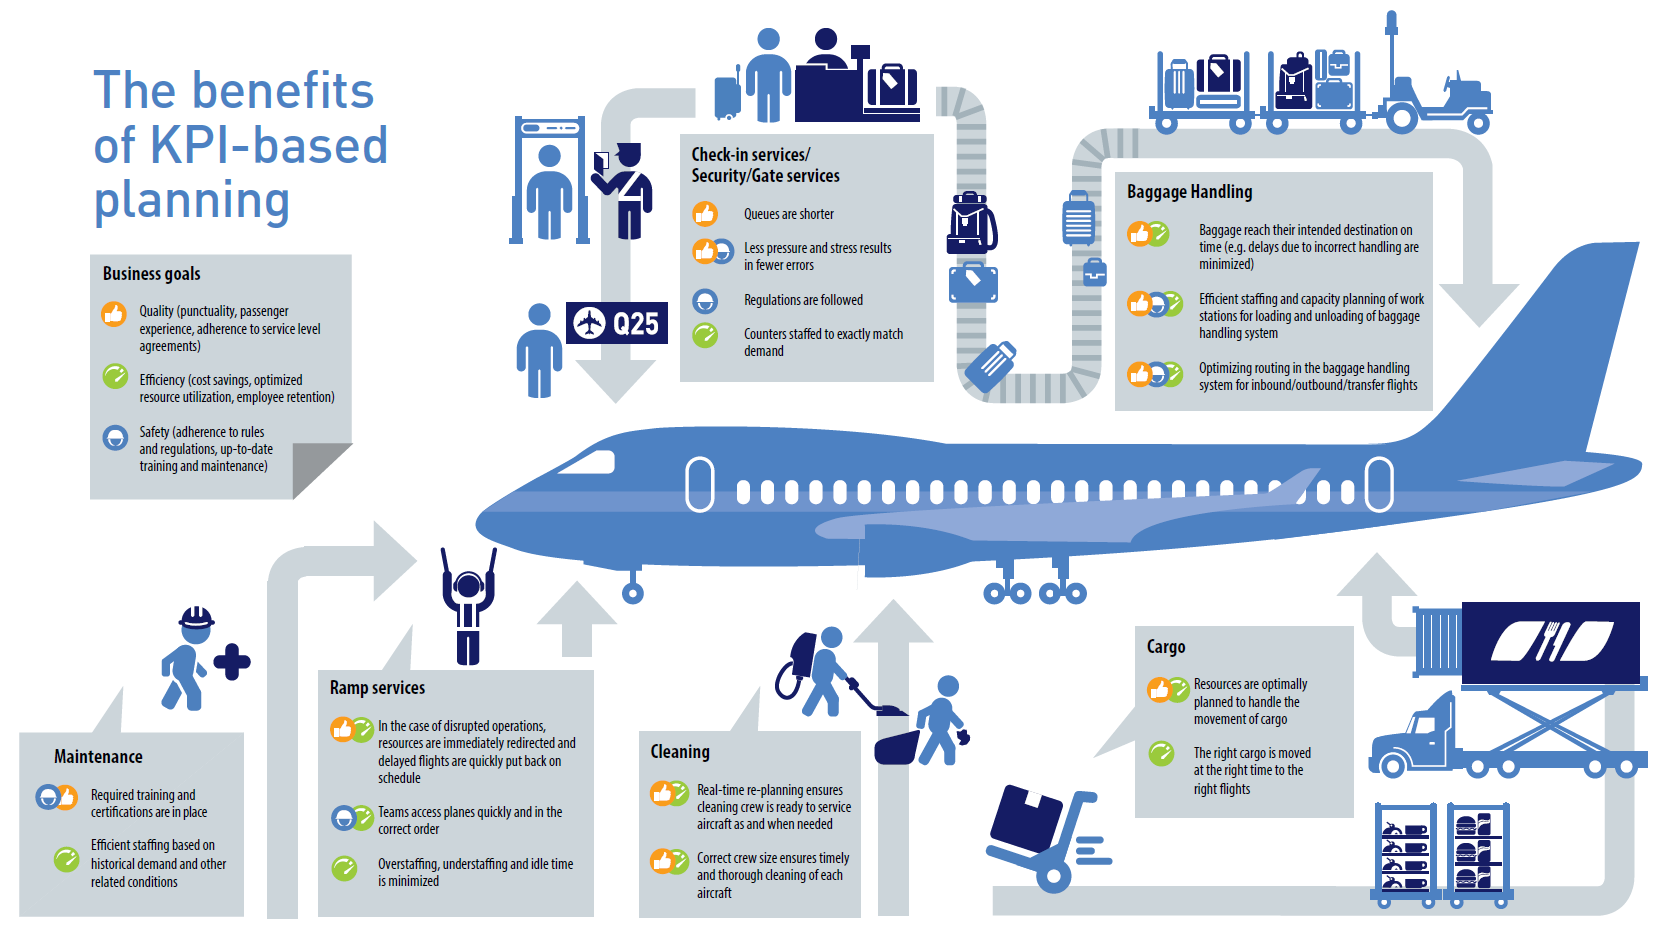 The benefits
of KPI-based
planning
Business goals
Quality (punctuality, passenger
experience, adherence to service level
agreements)
Efficiency (cost savings, optimized
resource utilization, employee retention)
Safety (adherence to rules
and regulations, up-to-date
training and maintenance)
Q25
Check-in services/
Security/Gate services
Queues are shorter
Less pressure and stress results
in fewer errors
Regulations are followed
Counters staffed to exactly match
demand
Baggage Handling
Baggage reach their intended destination on
time (e.g. delays due to incorrect handling are
minimized)
Efficient staffing and capacity planning of work
stations for loading and unloading of baggage
handling system
Optimizing routing in the baggage handling
system for inbound/outbound/transfer flights
Maintenance
Required training and
certifications are in place
Efficient staffing based on
historical demand and other
related conditions
Ramp services
In the case of disrupted operations,
resources are immediately redirected and
delayed flights are quickly put back on
schedule
Teams access planes quickly and in the
correct order
Overstaffing, understaffing and idle time
is minimized
Cleaning
Real-time re-planning ensures
cleaning crew is ready to service
aircraft as and when needed
Correct crew size ensures timely
and thorough cleaning of each
aircraft
Cargo
Resources are optimally
planned to handle the
movement of cargo
The right cargo is moved
at the right time to the
right flights